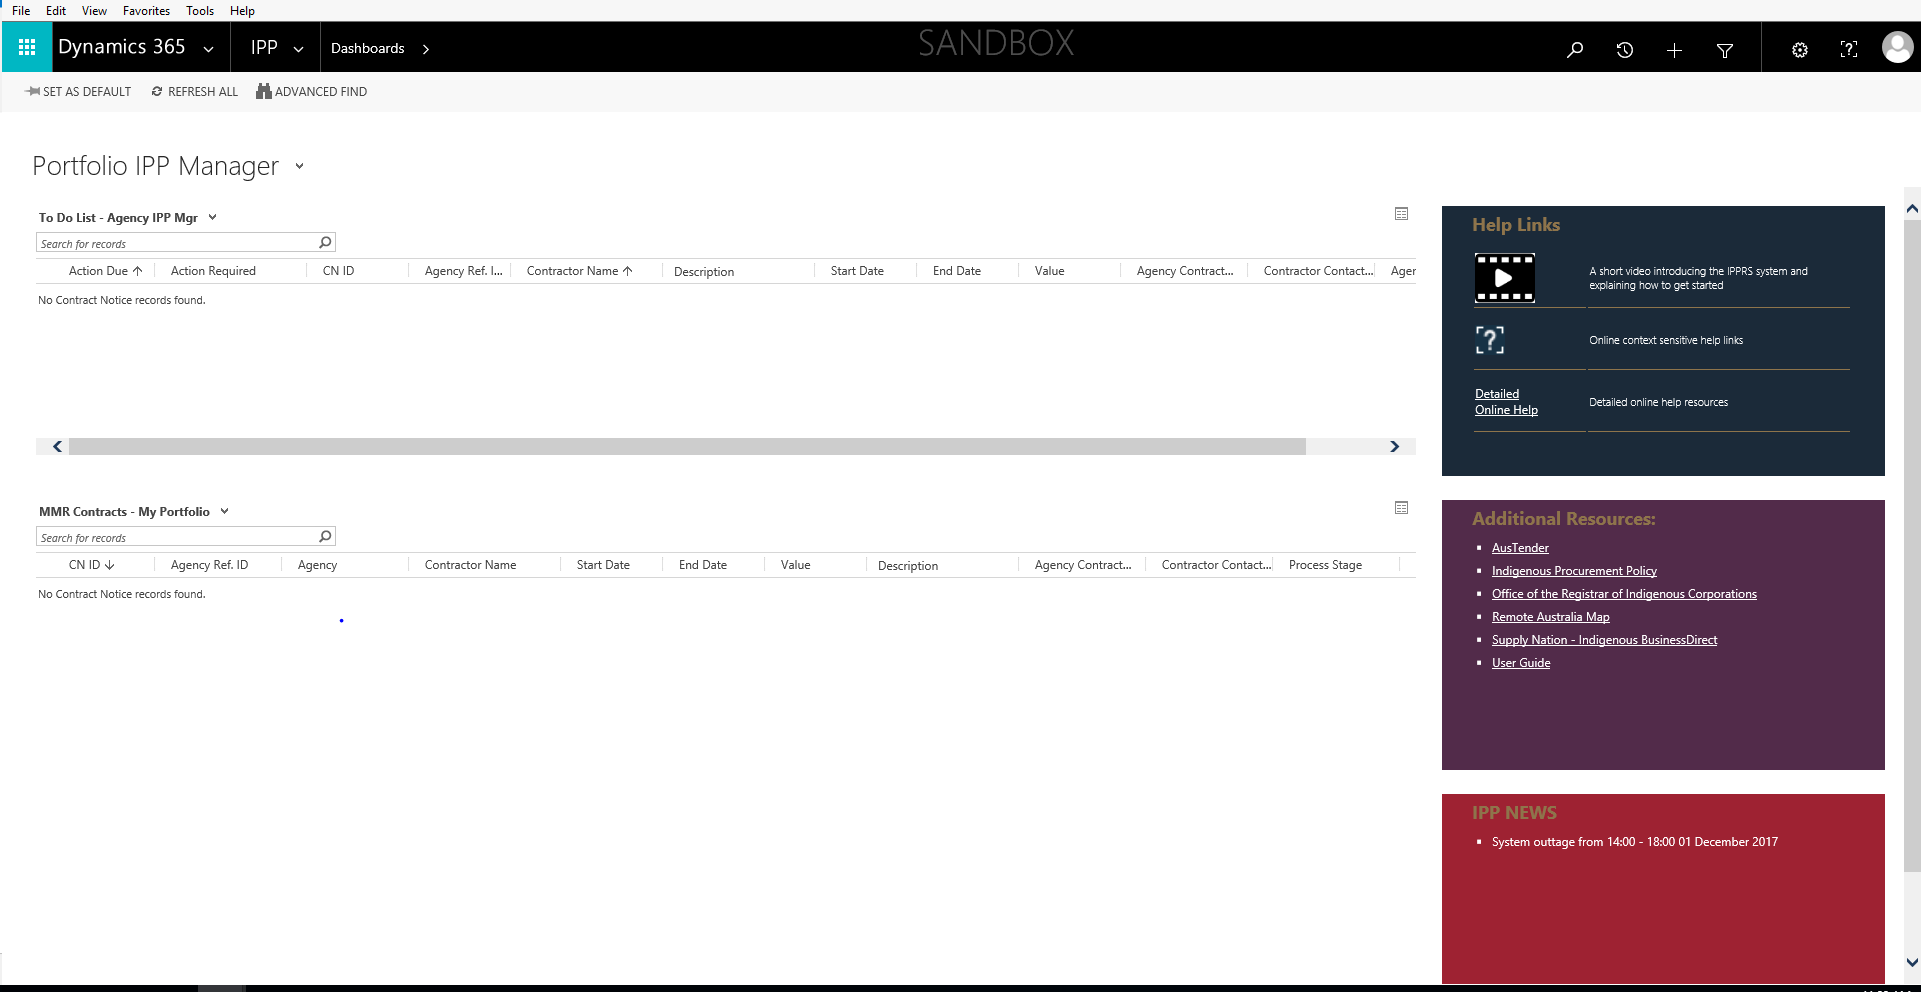 File Edit View Favorites Tools Help
Dynamics 365 IPP Dashboards SANDBOX
SET AS DEFAULT REFRESH ALL ADVANCED FIND
Portfolio IPP Manager
To Do List - Agency IPP Mgr
Search for records
Action Due Action Required CN ID Agency Ref. I... Contractor Name Description Start Date End Date Value Agency Contract... Contractor Contact... Ager
No Contract Notice records found.
MMR Contracts - My Portfolio
Search for records
CN ID Agency Ref. ID Agency Contractor Name Start Date End Date Value Description Agency Contract... Contractor Contact... Process Stage
No Contract Notice records found.
Help Links
A short video introducing the IPPRS system and
explaining how to get started
Online context sensitive help links
Detailed
Online Help
Detailed online help resources
Additional Resources:
AusTender
Indigenous Procurement Policy
Office of the Registrar of Indigenous Corporations
Remote Australia Map
Supply Nation - Indigenous BusinessDirect
User Guide
IPP NEWS
System outtage from 14:00 - 18:00 01 December 2017